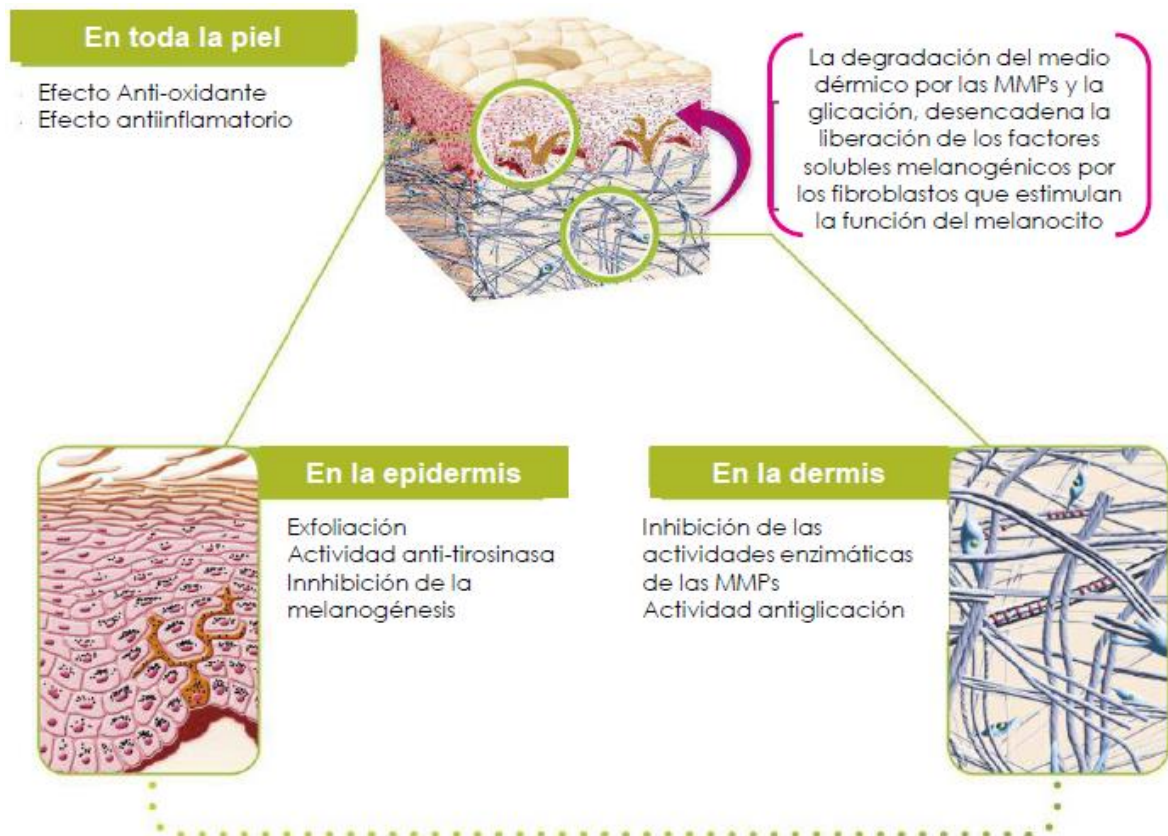 En toda la piel
Efecto Anti-oxidante
Efecto antiinflamatorio
La degradación del medio
dérmico por las MMPs y la
glicación, desencadena la
liberación de los factores
solubles melanogénicos por
los fibroblastos que estimulan
la función del melanocito
En la epidermis
Exfoliación
Actividad anti-tirosinasa
Innhibición de la
melanogénesis
En la dermis
Inhibición de las
actividades enzimáticas
de las MMPs
Actividad antiglicación